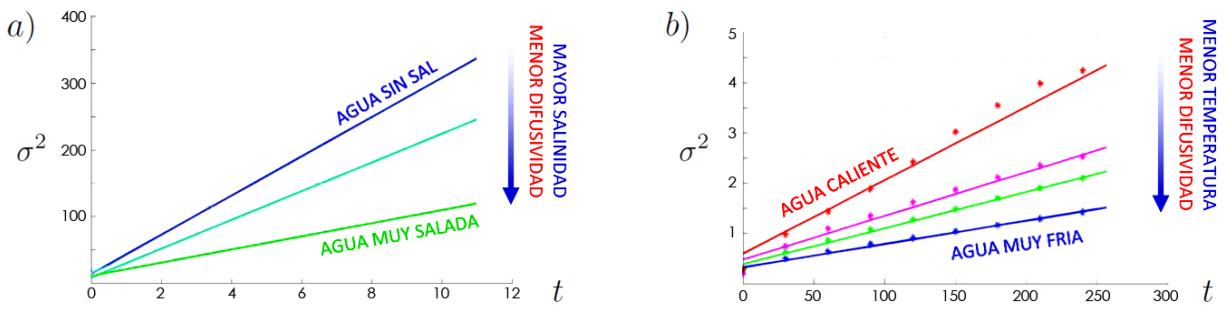 a)
400
300
200
100
σ²
0
2
4
6
8
10
12
t
AGUA SIN SAL
AGUA MUY SALADA
MAYOR SALINIDAD
MENOR DIFUSIVIDAD
b)
5
4
3
2
1
σ²
0
50
100
150
200
250
300
t
AGUA CALIENTE
AGUA MUY FRIA
MENOR TEMPERATURA
MENOR DIFUSIVIDAD